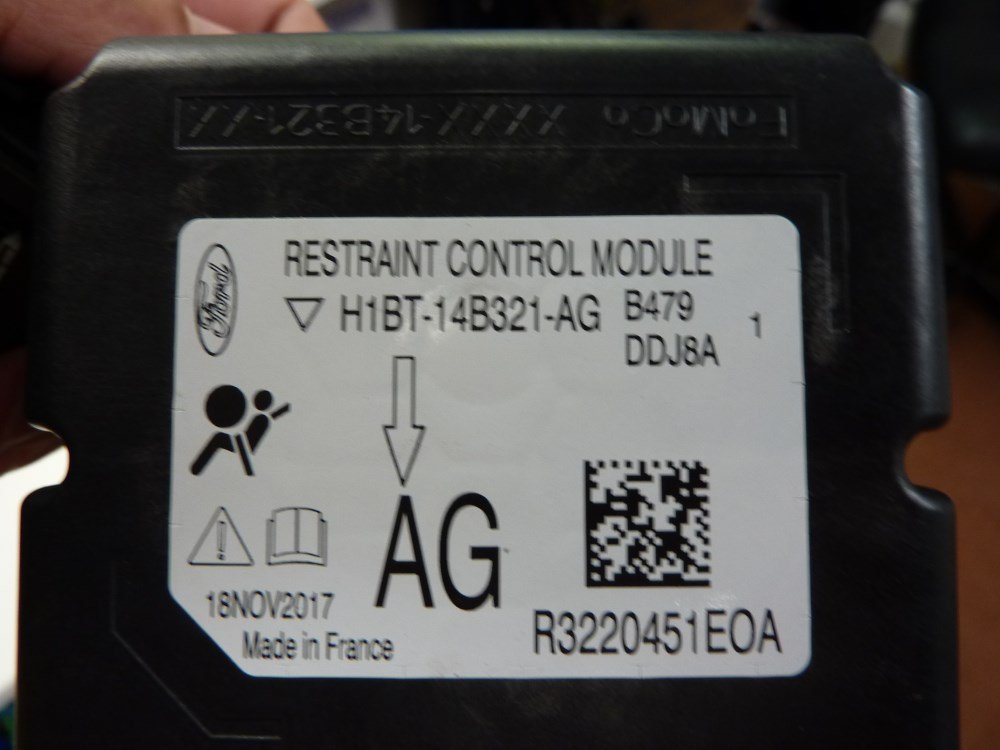 FoMoCo XXXX-14B321-XX
Ford
RESTRAINT CONTROL MODULE
H1BT-14B321-AG
B479
DDJ8A
1
AG
18NOV2017
Made in France
R3220451EOA